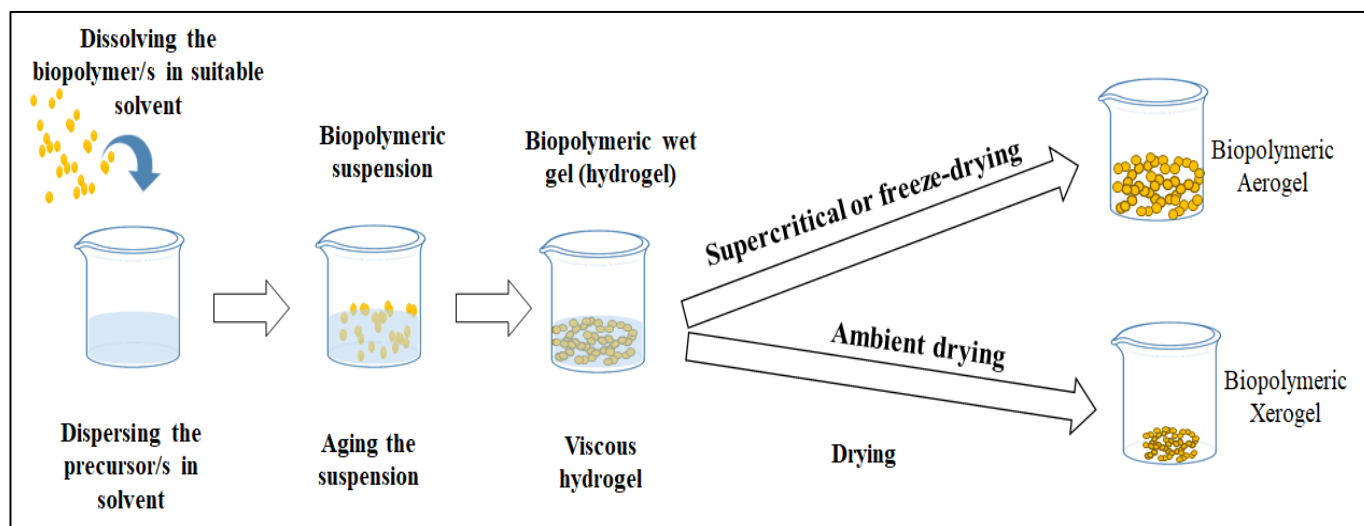 Dissolving the
biopolymer/s in suitable
solvent
Biopolymeric
suspension
Biopolymeric wet
gel (hydrogel)
Supercritical or freeze-drying
Biopolymeric
Aerogel
Ambient drying
Biopolymeric
Xerogel
Dispersing the
precursor/s in
solvent
Aging the
suspension
Viscous
hydrogel
Drying